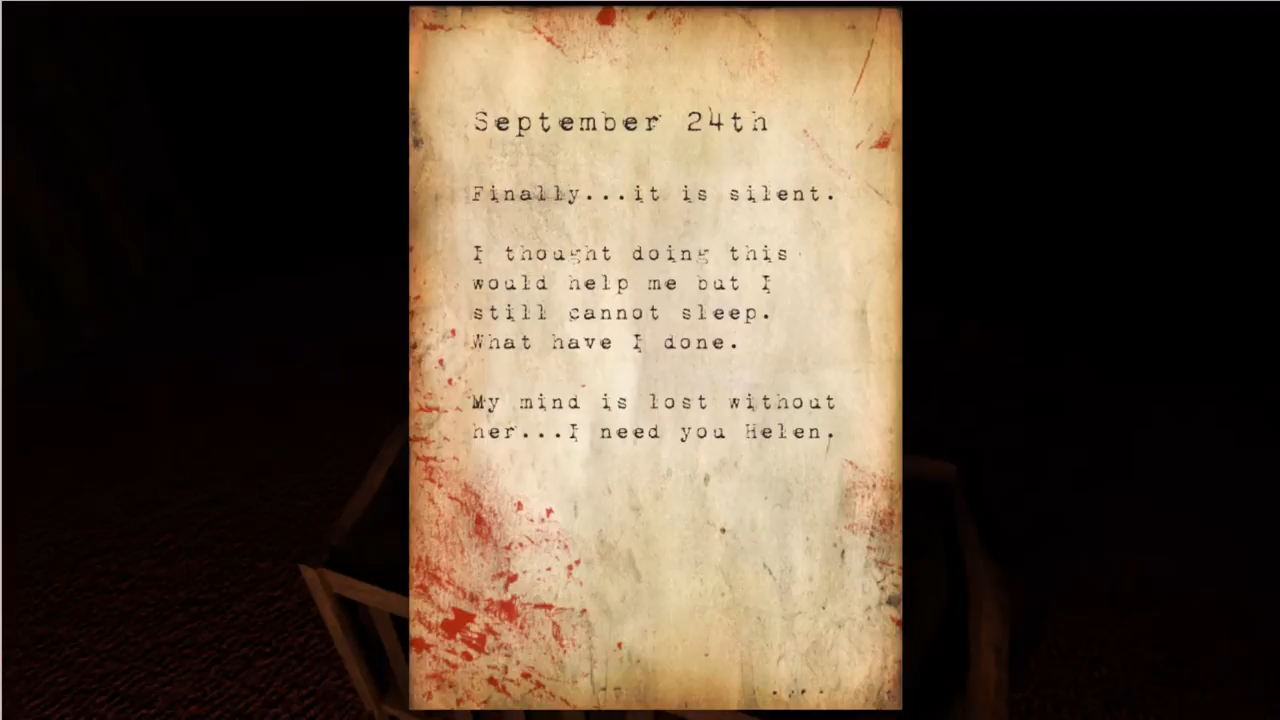 September 24th
Finally...it is silent.
I thought doing this
would help me but I
still cannot sleep.
What have I done.
My mind is lost without
her...I need you Helen.